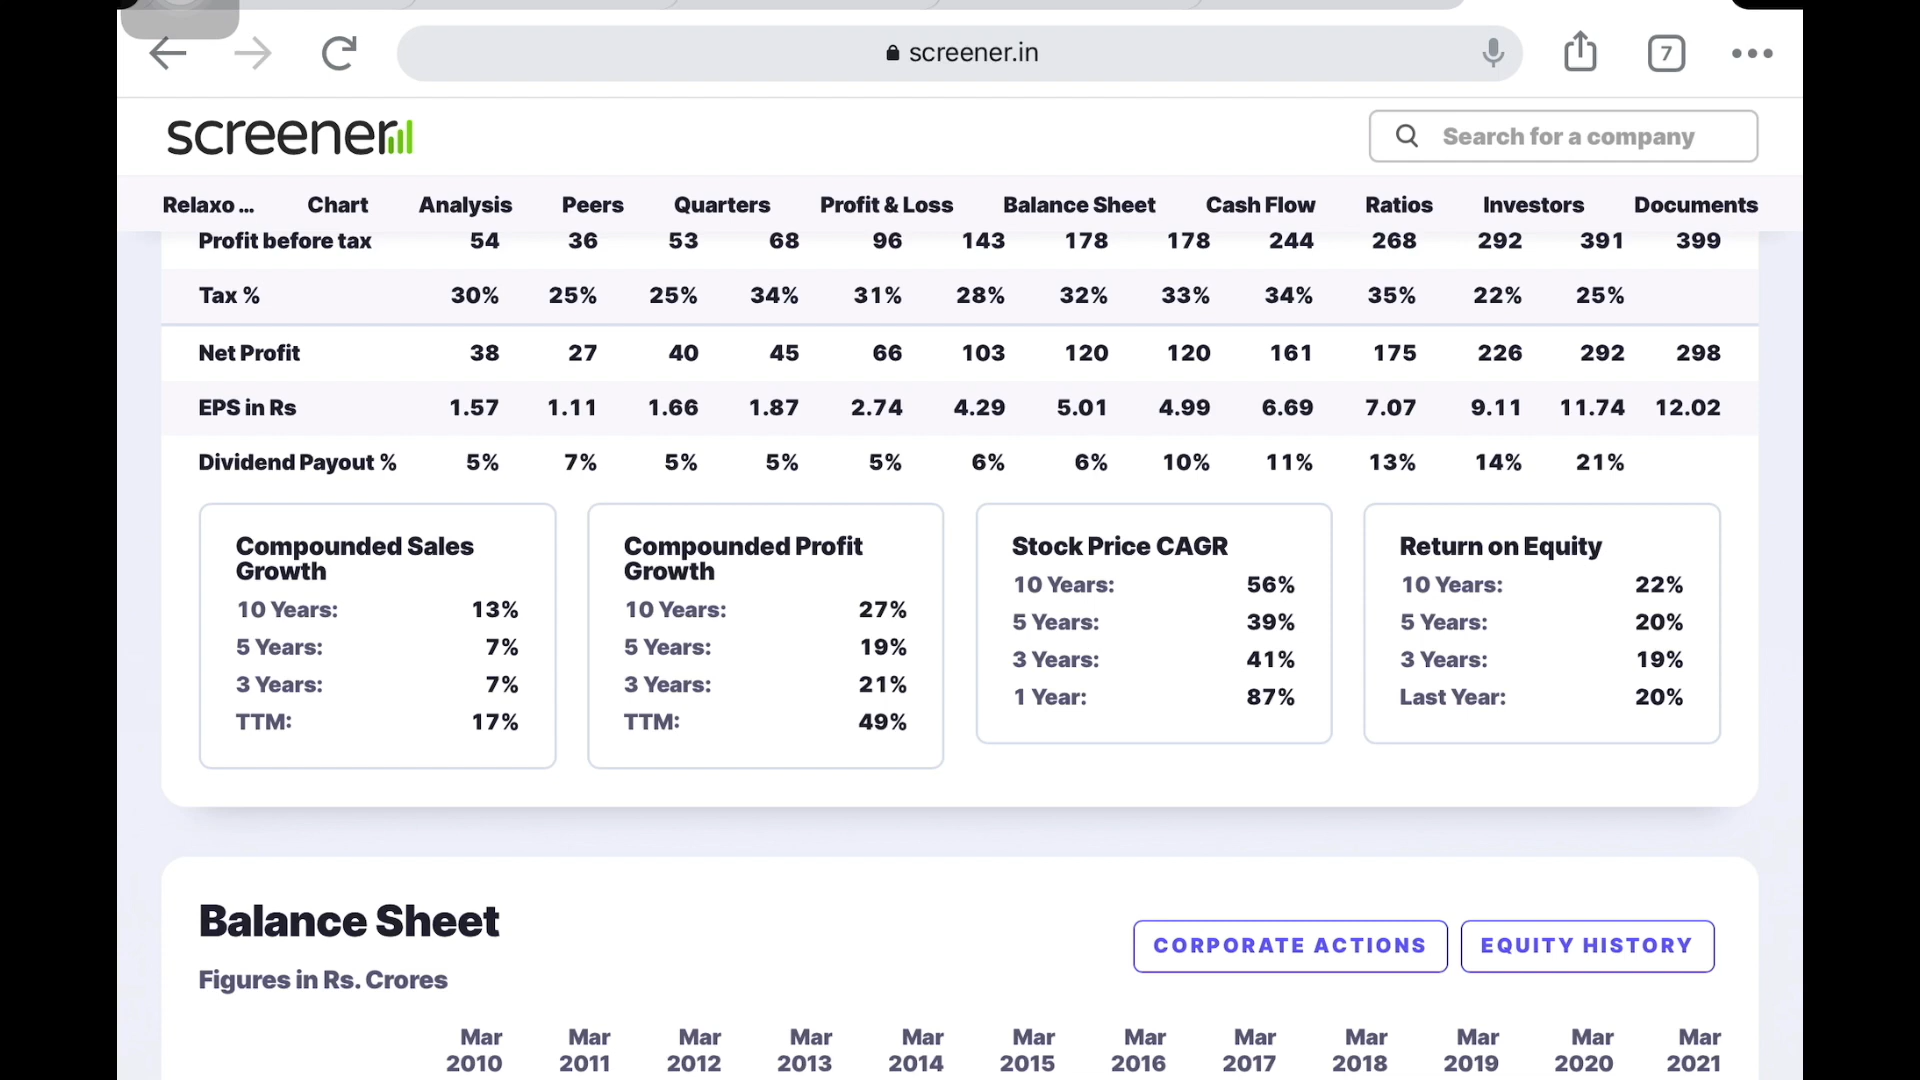 screener.in
7
screener
Search for a company
Relaxo ... Chart Analysis Peers Quarters Profit & Loss Balance Sheet Cash Flow Ratios Investors Documents
Profit before tax 54 36 53 68 96 143 178 178 244 268 292 391 399
Tax % 30% 25% 25% 34% 31% 28% 32% 33% 34% 35% 22% 25%
Net Profit 38 27 40 45 66 103 120 120 161 175 226 292 298
EPS in Rs 1.57 1.11 1.66 1.87 2.74 4.29 5.01 4.99 6.69 7.07 9.11 11.74 12.02
Dividend Payout % 5% 7% 5% 5% 5% 6% 6% 10% 11% 13% 14% 21%
Compounded Sales
Growth
10 Years: 13%
5 Years: 7%
3 Years: 7%
TTM: 17%
Compounded Profit
Growth
10 Years: 27%
5 Years: 19%
3 Years: 21%
TTM: 49%
Stock Price CAGR
10 Years: 56%
5 Years: 39%
3 Years: 41%
1 Year: 87%
Return on Equity
10 Years: 22%
5 Years: 20%
3 Years: 19%
Last Year: 20%
Balance Sheet
CORPORATE ACTIONS EQUITY HISTORY
Figures in Rs. Crores
Mar Mar Mar Mar Mar Mar Mar Mar Mar Mar Mar Mar
2010 2011 2012 2013 2014 2015 2016 2017 2018 2019 2020 2021